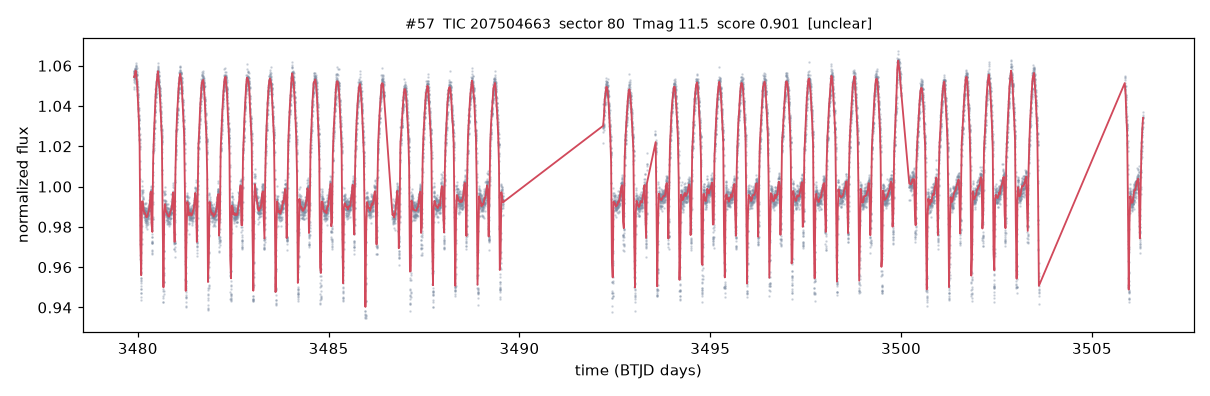 #57 TIC 207504663 sector 80 Tmag 11.5 score 0.901 [unclear]
1.06
1.04
1.02
1.00
0.98
0.96
0.94
normalized flux
3480 3485 3490 3495 3500 3505
time (BTJD days)